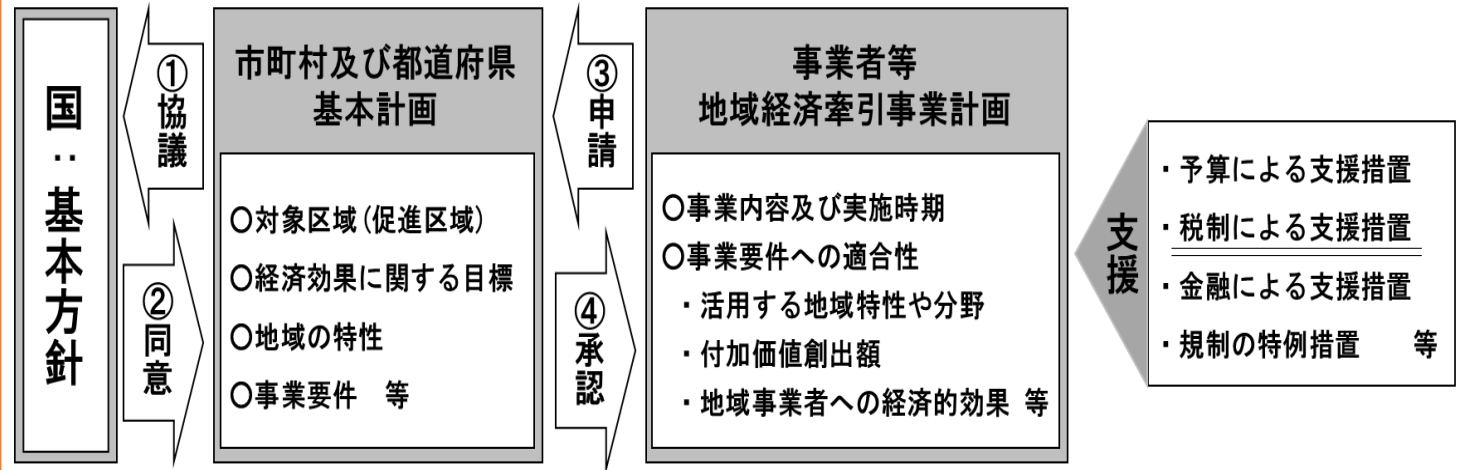 国：基本方針
①協議
②同意
市町村及び都道府県
基本計画
〇対象区域(促進区域)
〇経済効果に関する目標
〇地域の特性
〇事業要件　等
③申請
④承認
事業者等
地域経済牽引事業計画
〇事業内容及び実施時期
〇事業要件への適合性
・活用する地域特性や分野
・付加価値創出額
・地域事業者への経済的効果 等
支援
・予算による支援措置
・税制による支援措置
・金融による支援措置
・規制の特例措置　　等